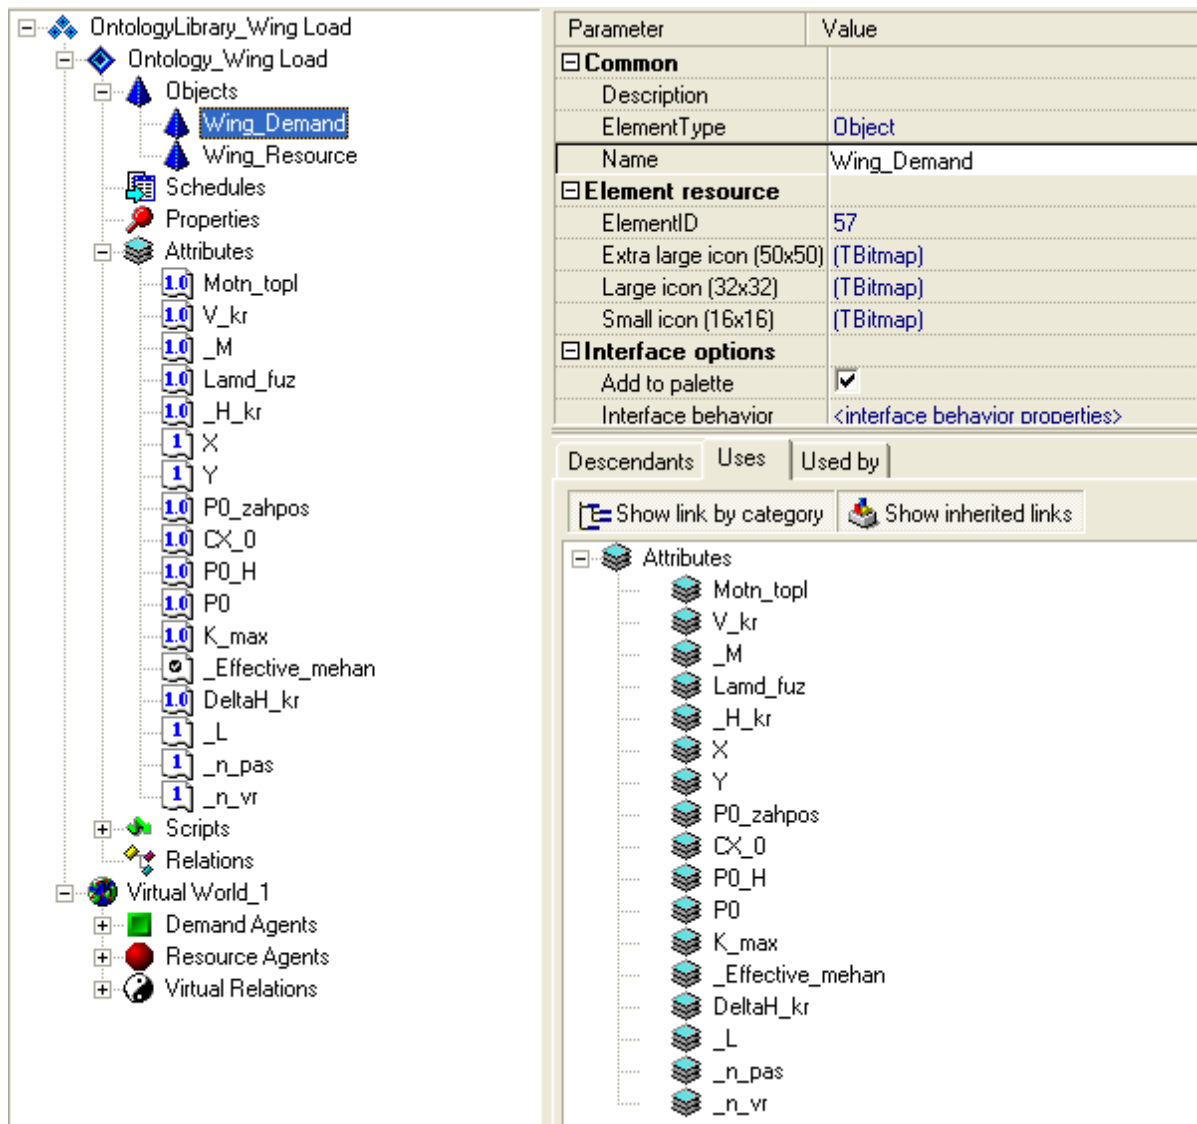 OntologyLibrary_Wing Load
Ontology_Wing Load
Objects
Wing_Demand
Wing_Resource
Schedules
Properties
Attributes
1.0 Motn_topl
1.0 V_kr
1.0 _M
1.0 Lamd_fuz
1.0 _H_kr
1 X
1 Y
1.0 P0_zahpos
1.0 CX_0
1.0 P0_H
1.0 P0
1.0 K_max
_Effective_mehan
1.0 DeltaH_kr
1 _L
1 _n_pas
1 _n_vr
Scripts
Relations
Virtual World_1
Demand Agents
Resource Agents
Virtual Relations
Parameter Value
Common
Description
ElementType Object
Name Wing_Demand
Element resource
ElementID 57
Extra large icon (50x50) (TBitmap)
Large icon (32x32) (TBitmap)
Small icon (16x16) (TBitmap)
Interface options
Add to palette
Interface behavior <interface behavior properties>
Descendants Uses Used by
Show link by category Show inherited links
Attributes
Motn_topl
V_kr
_M
Lamd_fuz
_H_kr
X
Y
P0_zahpos
CX_0
P0_H
P0
K_max
_Effective_mehan
DeltaH_kr
_L
_n_pas
_n_vr